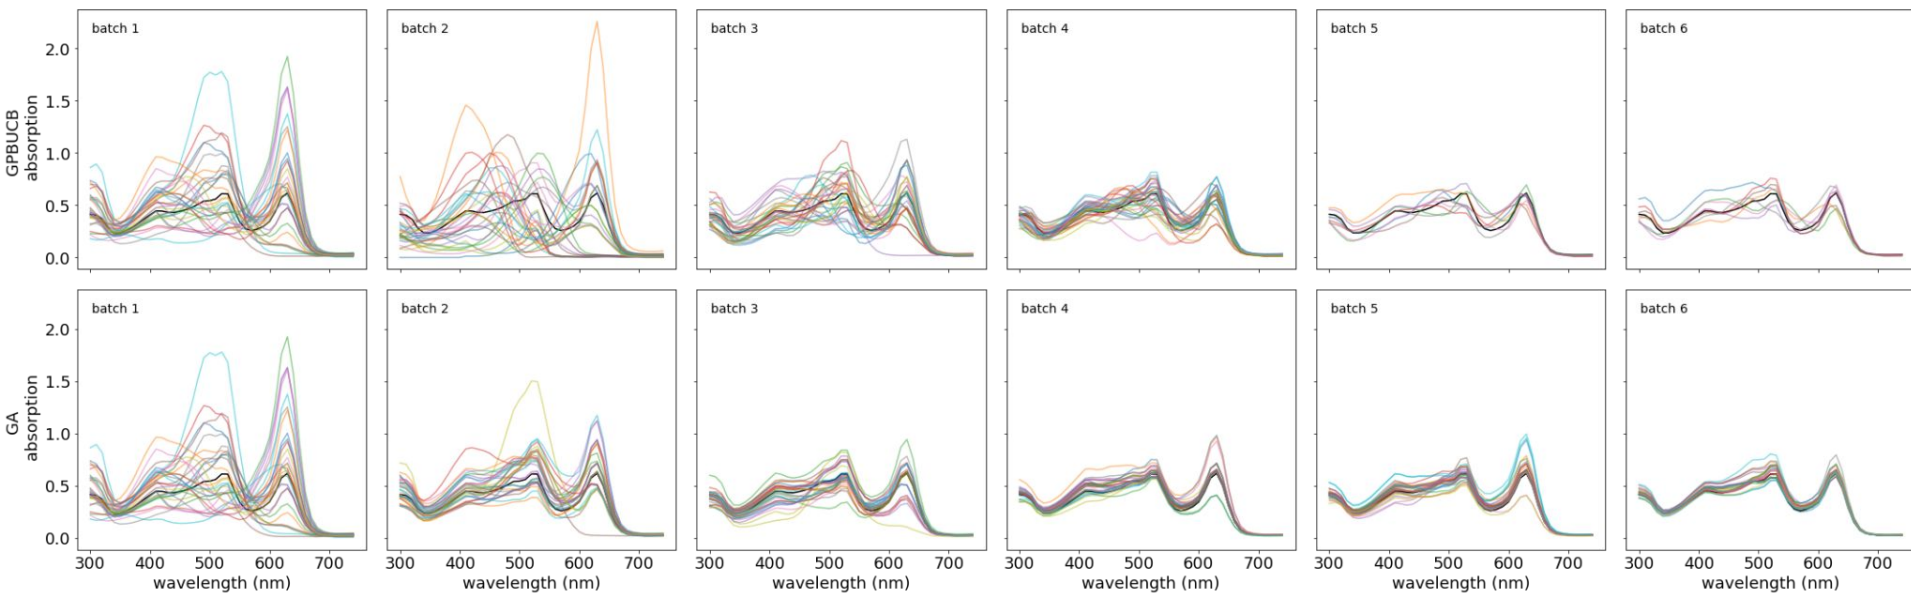 batch 1
batch 2
batch 3
batch 4
batch 5
batch 6
GPBUCB
absorption
2.0
1.5
1.0
0.5
0.0
batch 1
batch 2
batch 3
batch 4
batch 5
batch 6
GA
absorption
2.0
1.5
1.0
0.5
0.0
300 400 500 600 700
300 400 500 600 700
300 400 500 600 700
300 400 500 600 700
300 400 500 600 700
300 400 500 600 700
wavelength (nm)
wavelength (nm)
wavelength (nm)
wavelength (nm)
wavelength (nm)
wavelength (nm)